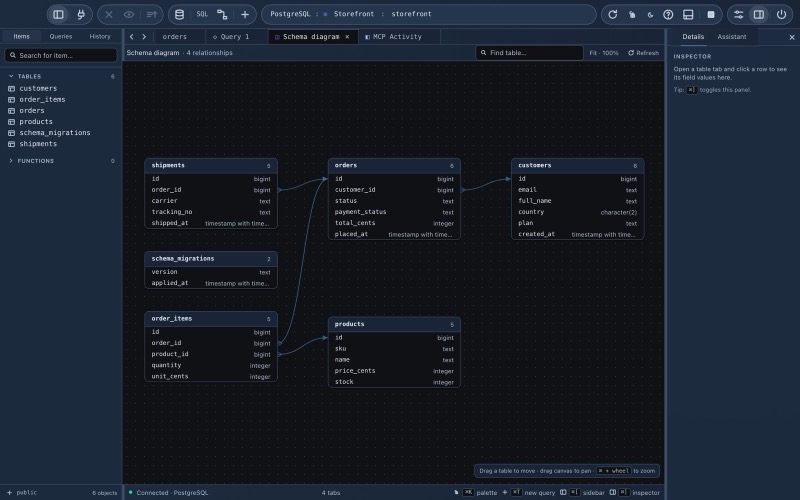 SQL
PostgreSQL : Storefront : storefront
Items Queries History
orders
Query 1
Schema diagram ×
MCP Activity
Details Assistant
Search for item...
Schema diagram · 4 relationships
Find table...
Fit · 100%
Refresh
INSPECTOR
Open a table tab and click a row to see
its field values here.
Tip: ⌘⌈ toggles this panel.
TABLES 6
customers
order_items
orders
products
schema_migrations
shipments
FUNCTIONS 0
shipments 5
id bigint
order_id bigint
carrier text
tracking_no text
shipped_at timestamp with time…
orders 6
id bigint
customer_id bigint
status text
payment_status text
total_cents integer
placed_at timestamp with time…
customers 6
id bigint
email text
full_name text
country character(2)
plan text
created_at timestamp with time…
schema_migrations 2
version text
applied_at timestamp with time…
order_items 5
id bigint
order_id bigint
product_id bigint
quantity integer
unit_cents integer
products 5
id bigint
sku text
name text
price_cents integer
stock integer
Drag a table to move · drag canvas to pan · ⌘ + wheel to zoom
+ public 6 objects
Connected · PostgreSQL
4 tabs
⌘K palette
⌘T new query
sidebar
inspector